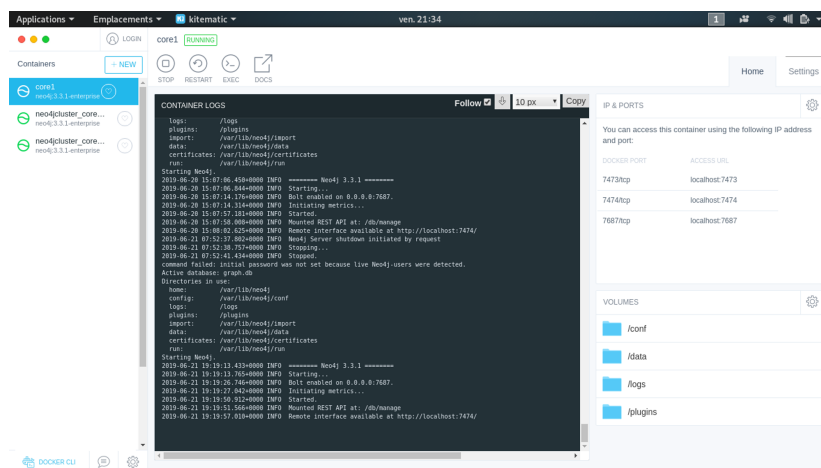 Applications Emplacements kitematic ven. 21:34 1
LOGIN
core1 RUNNING
Containers + NEW
STOP RESTART EXEC DOCS
Home Settings
core1
neo4j:3.3.1-enterprise
neo4jcluster_core...
neo4j:3.3.1-enterprise
neo4jcluster_core...
neo4j:3.3.1-enterprise
CONTAINER LOGS Follow 10 px Copy
logs: /logs
plugins: /plugins
import: /var/lib/neo4j/import
data: /var/lib/neo4j/data
certificates: /var/lib/neo4j/certificates
run: /var/lib/neo4j/run
Starting Neo4j.
2019-06-20 15:07:06.450+0000 INFO ======== Neo4j 3.3.1 ========
2019-06-20 15:07:06.844+0000 INFO Starting...
2019-06-20 15:07:14.176+0000 INFO Bolt enabled on 0.0.0.0:7687.
2019-06-20 15:07:14.314+0000 INFO Initiating metrics...
2019-06-20 15:07:57.181+0000 INFO Started.
2019-06-20 15:07:58.000+0000 INFO Mounted REST API at: /db/manage
2019-06-20 15:08:02.625+0000 INFO Remote interface available at http://localhost:7474/
2019-06-21 07:52:37.802+0000 INFO Neo4j Server shutdown initiated by request
2019-06-21 07:52:38.757+0000 INFO Stopping...
2019-06-21 07:52:41.434+0000 INFO Stopped.
command failed: initial password was not set because live Neo4j-users were detected.
Active database: graph.db
Directories in use:
home: /var/lib/neo4j
config: /var/lib/neo4j/conf
logs: /logs
plugins: /plugins
import: /var/lib/neo4j/import
data: /var/lib/neo4j/data
certificates: /var/lib/neo4j/certificates
run: /var/lib/neo4j/run
Starting Neo4j.
2019-06-21 19:19:13.433+0000 INFO ======== Neo4j 3.3.1 ========
2019-06-21 19:19:13.765+0000 INFO Starting...
2019-06-21 19:19:26.746+0000 INFO Bolt enabled on 0.0.0.0:7687.
2019-06-21 19:19:27.042+0000 INFO Initiating metrics...
2019-06-21 19:19:50.912+0000 INFO Started.
2019-06-21 19:19:51.566+0000 INFO Mounted REST API at: /db/manage
2019-06-21 19:19:57.010+0000 INFO Remote interface available at http://localhost:7474/
IP & PORTS
You can access this container using the following IP address
and port:
DOCKER PORT ACCESS URL
7473/tcp localhost:7473
7474/tcp localhost:7474
7687/tcp localhost:7687
VOLUMES
/conf
/data
/logs
/plugins
DOCKER CLI